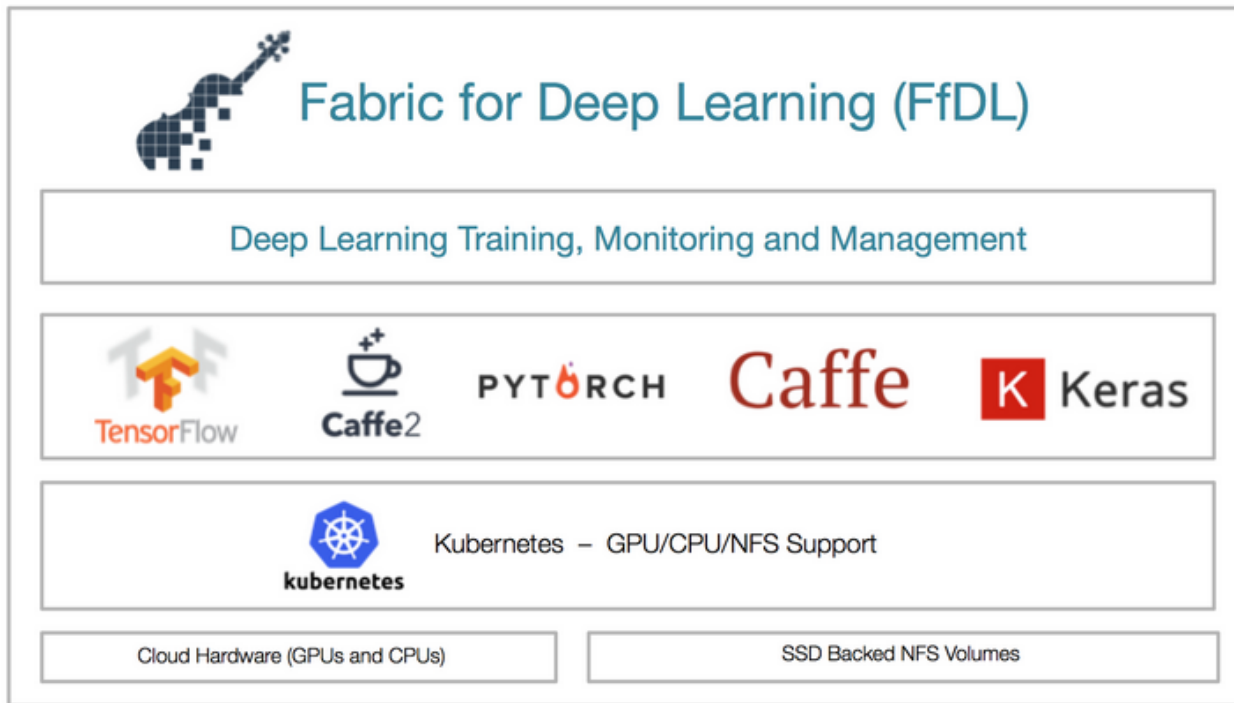 Fabric for Deep Learning (FfDL)
Deep Learning Training, Monitoring and Management
TensorFlow
Caffe2
PYTORCH
Caffe
K Keras
kubernetes
Kubernetes – GPU/CPU/NFS Support
Cloud Hardware (GPUs and CPUs)
SSD Backed NFS Volumes